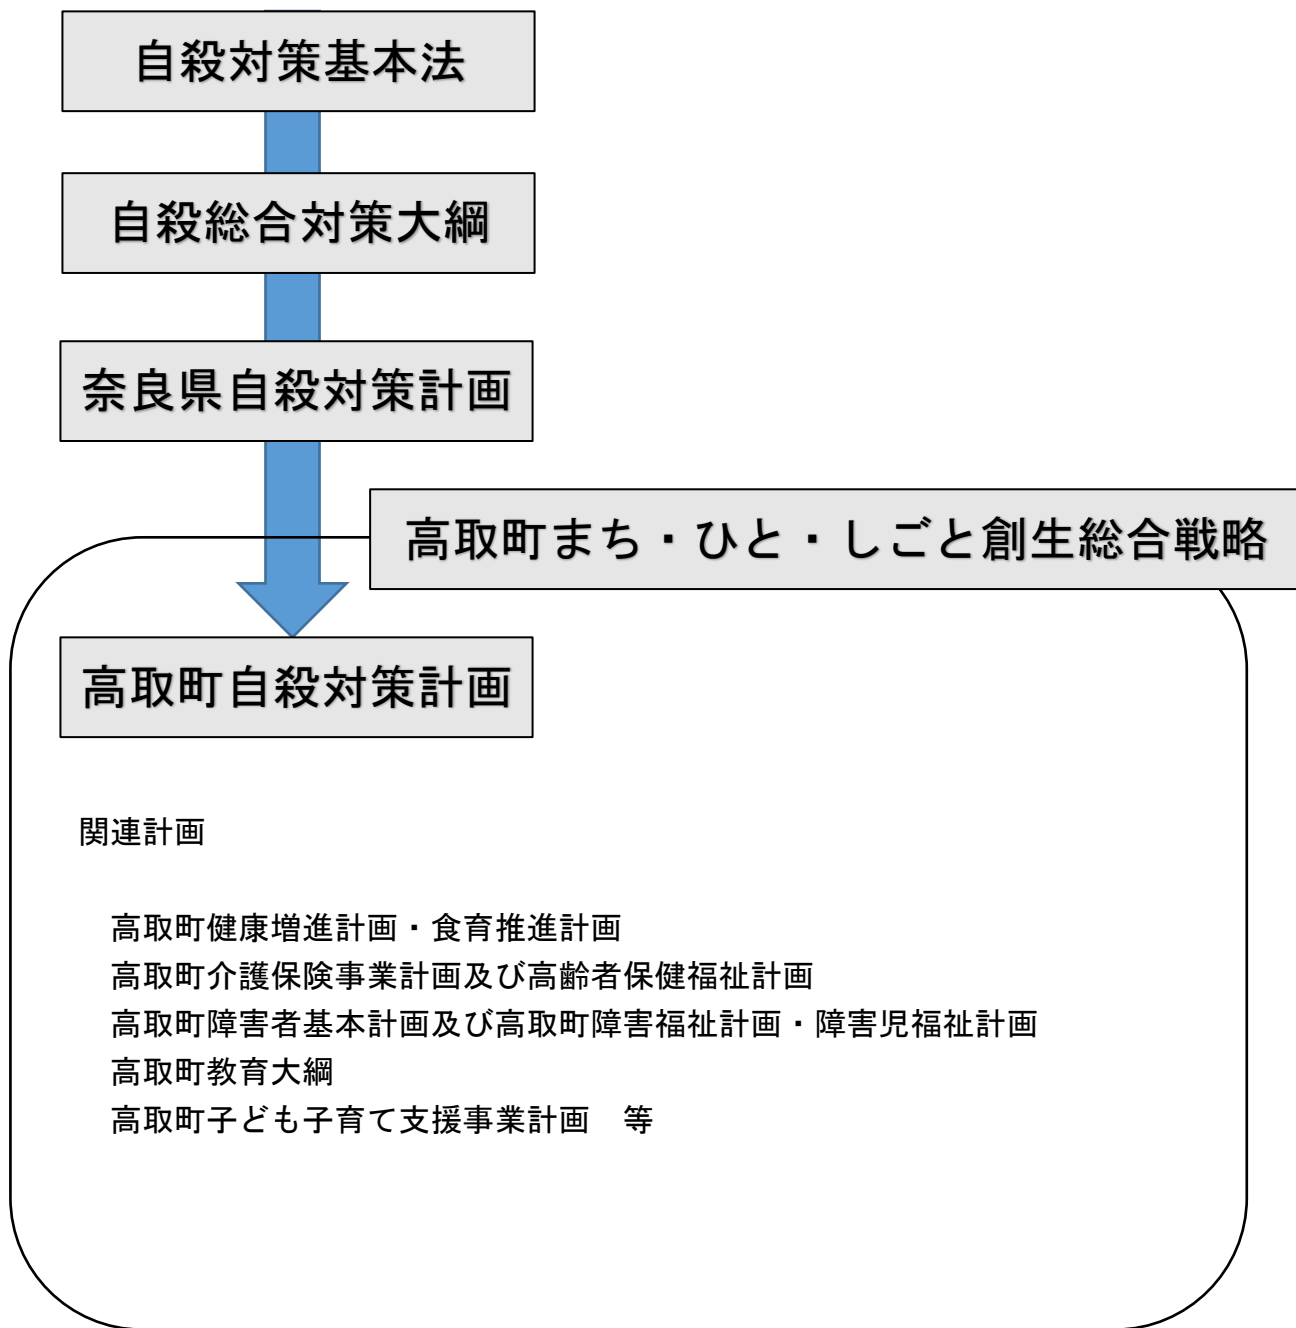 自殺対策基本法
自殺総合対策大綱
奈良県自殺対策計画
高取町まち・ひと・しごと創生総合戦略
高取町自殺対策計画
関連計画
高取町健康増進計画・食育推進計画
高取町介護保険事業計画及び高齢者保健福祉計画
高取町障害者基本計画及び高取町障害福祉計画・障害児福祉計画
高取町教育大綱
高取町子ども子育て支援事業計画　等